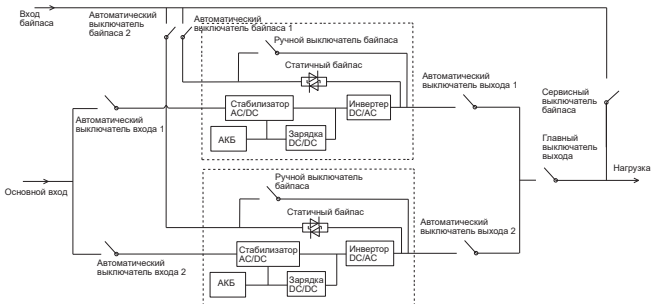 Вход
байпаса
Автоматический
выключатель
байпаса 2
Автоматический
выключатель байпаса 1
Ручной выключатель байпаса
Статичный байпас
Автоматический
выключатель входа 1
Стабилизатор
AC/DC
Инвертер
DC/AC
АКБ
Зарядка
DC/DC
Автоматический
выключатель выхода 1
Сервисный
выключатель
байпаса
Главный
выключатель
выхода
Нагрузка
Основной вход
Ручной выключатель
байпаса
Статичный байпас
Автоматический
выключатель выхода 2
Автоматический
выключатель входа 2
Стабилизатор
AC/DC
Инвертор
DC/AC
АКБ
Зарядка
DC/DC